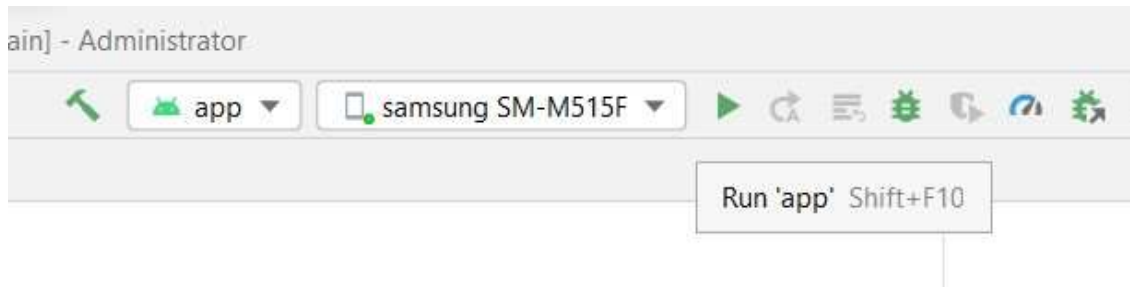 ain] - Administrator
app samsung SM-M515F
Run 'app' Shift+F10